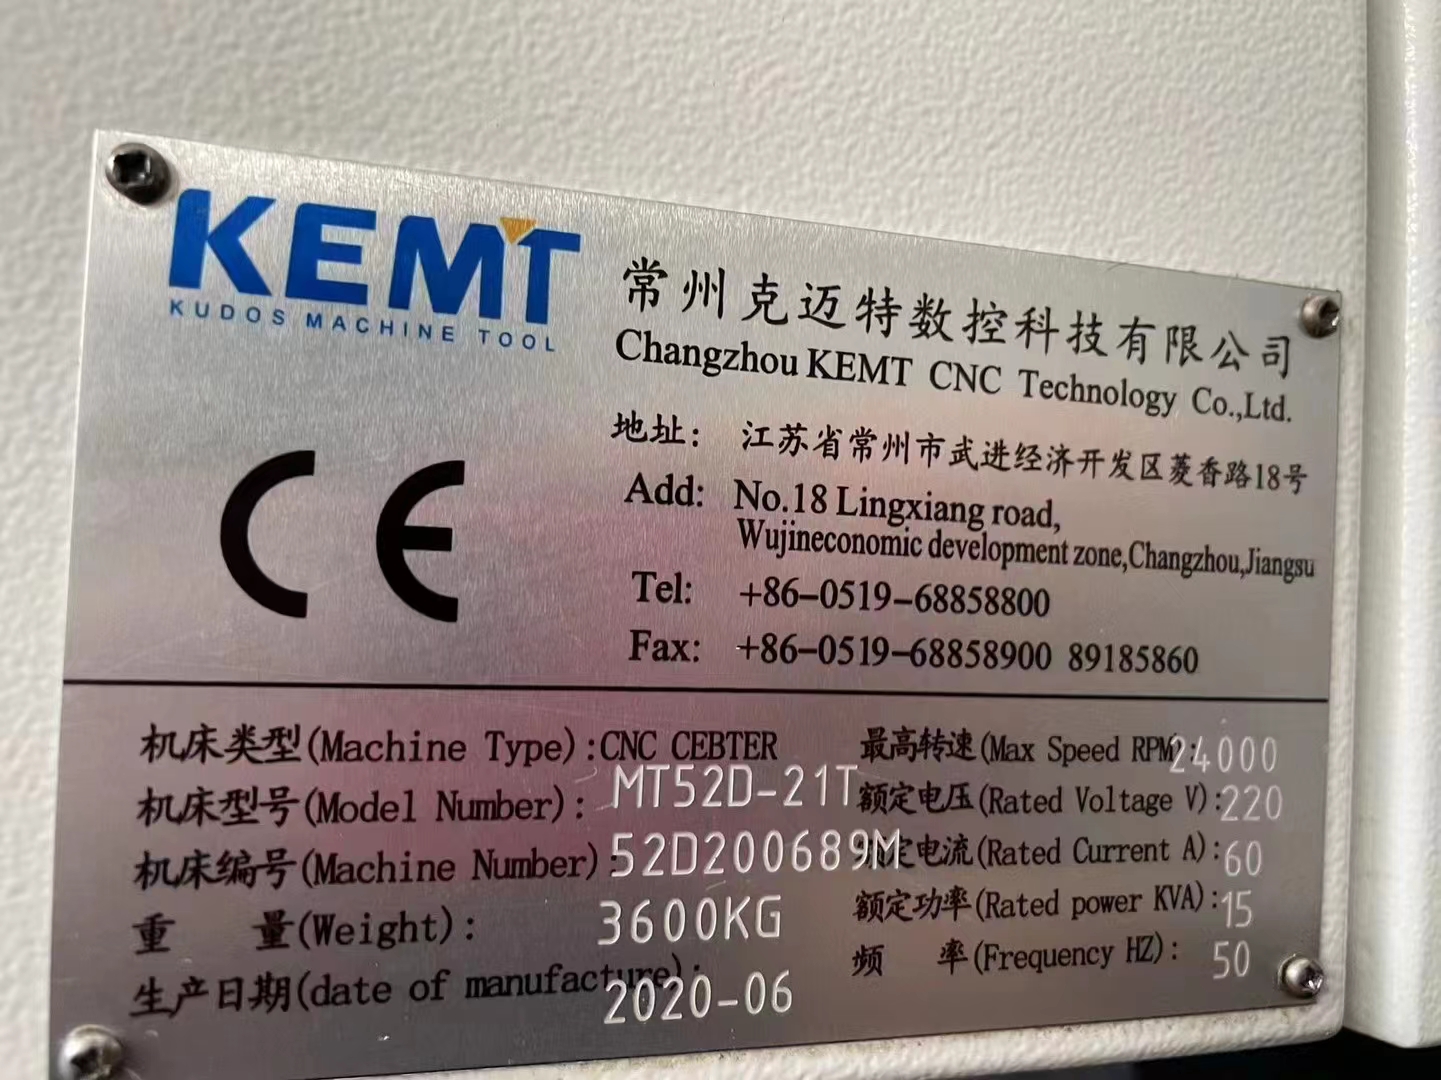 KEMT
KUDOS MACHINE TOOL
常州克迈特数控科技有限公司
Changzhou KEMT CNC Technology Co.,Ltd.
地址: 江苏省常州市武进经济开发区菱香路18号
Add: No.18 Lingxiang road,
Wujineconomic development zone,Changzhou,Jiangsu
Tel: +86-0519-68858800
Fax: +86-0519-68858900 89185860
CE
机床类型(Machine Type):CNC CEBTER
机床型号(Model Number): MT52D-21T
机床编号(Machine Number):52D200689M
重 量(Weight): 3600KG
生产日期(date of manufacture): 2020-06
最高转速(Max Speed RPM):24000
额定电压(Rated Voltage V):220
额定电流(Rated Current A):60
额定功率(Rated power KVA):15
频 率(Frequency HZ): 50